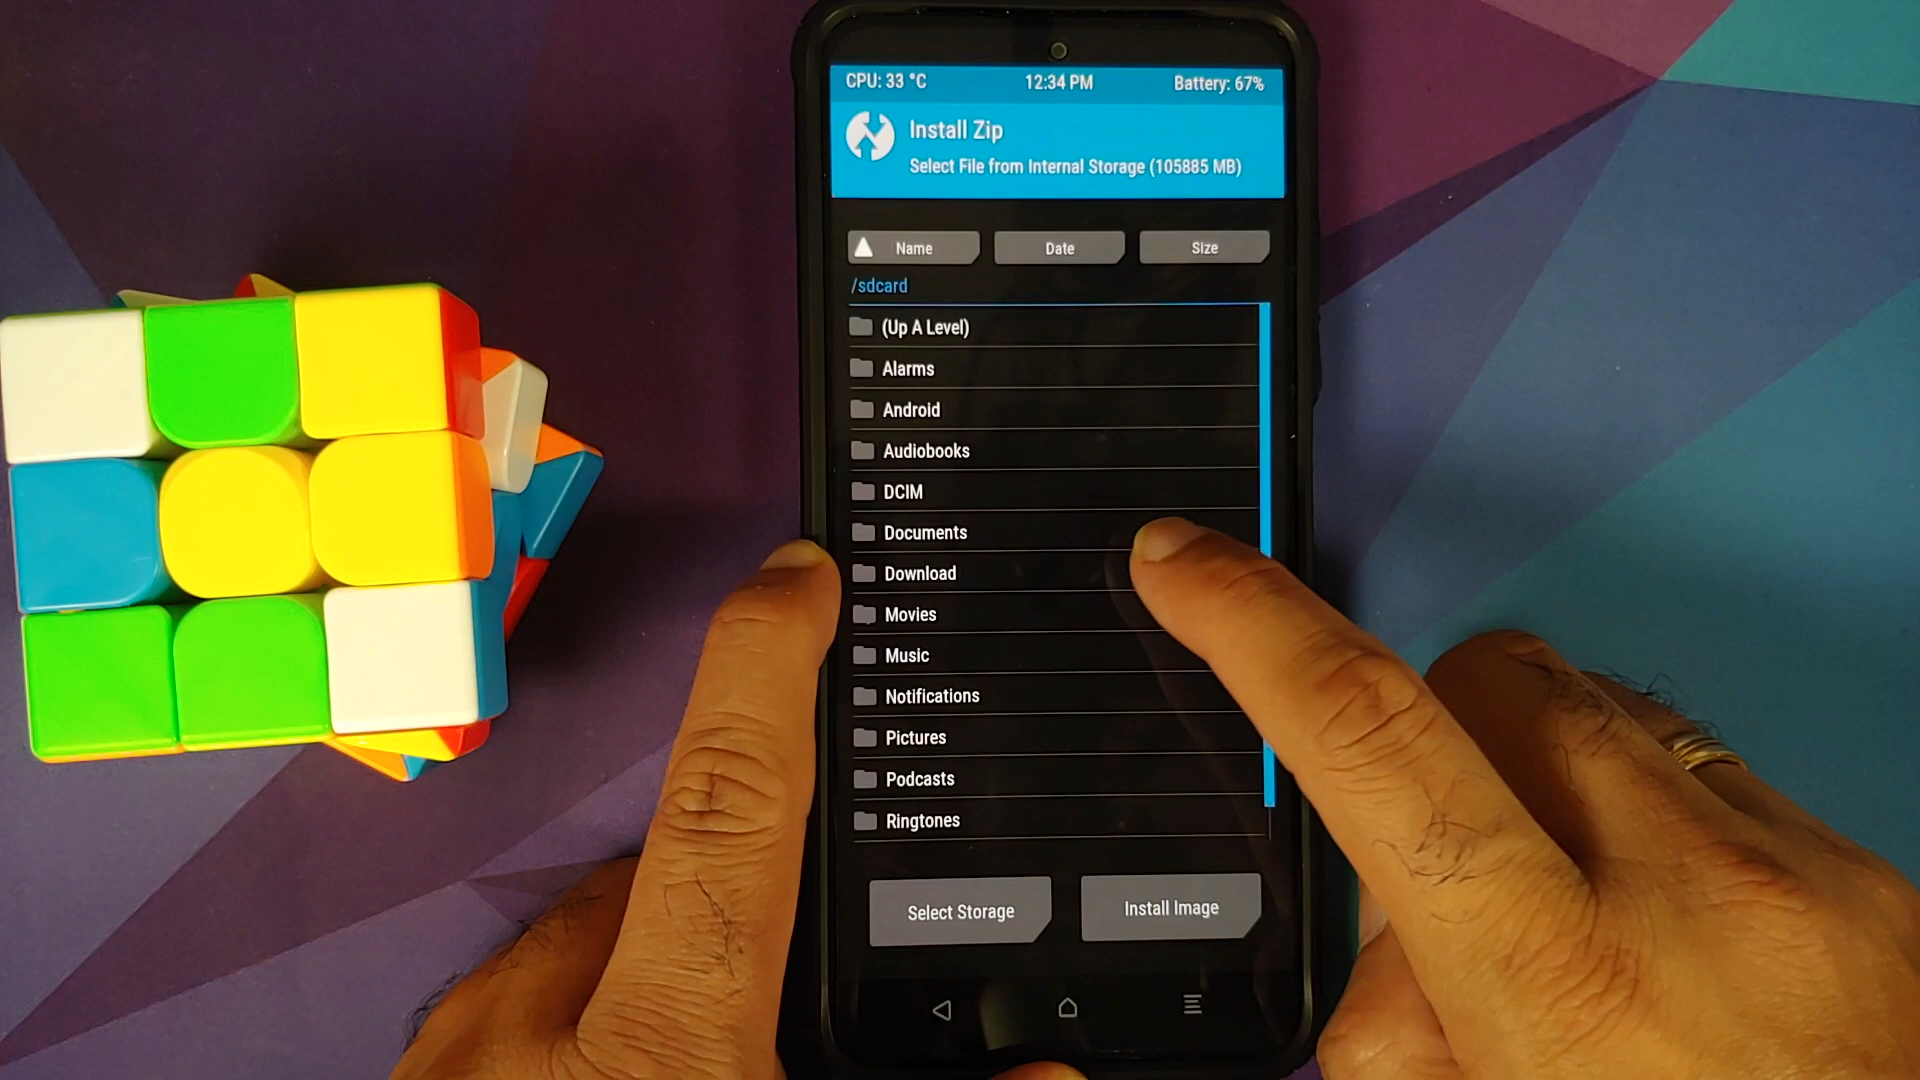 CPU: 33 °C 12:34 PM Battery: 67%
Install Zip
Select File from Internal Storage (105885 MB)
Name Date Size
/sdcard
(Up A Level)
Alarms
Android
Audiobooks
DCIM
Documents
Download
Movies
Music
Notifications
Pictures
Podcasts
Ringtones
Select Storage Install Image